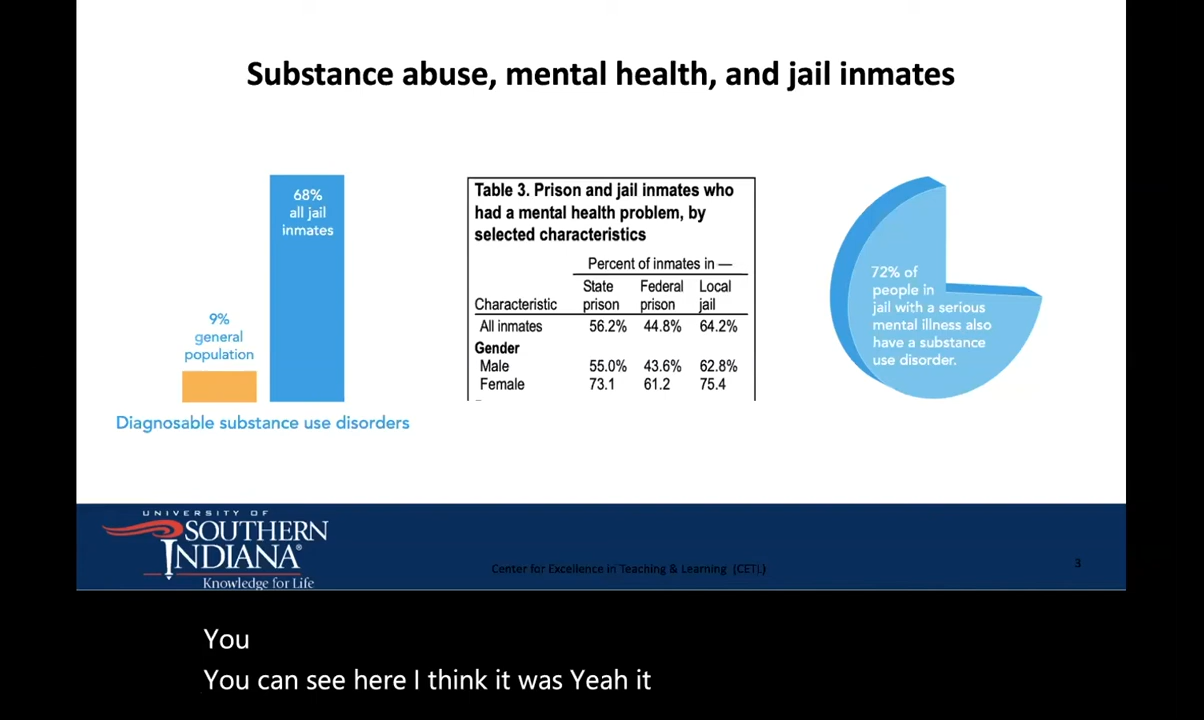 Substance abuse, mental health, and jail inmates
68%
all jail
inmates
9%
general
population
Diagnosable substance use disorders
Table 3. Prison and jail inmates who
had a mental health problem, by
selected characteristics
Percent of inmates in —
State Federal Local
Characteristic prison prison jail
All inmates 56.2% 44.8% 64.2%
Gender
Male 55.0% 43.6% 62.8%
Female 73.1 61.2 75.4
72% of
people in
jail with a serious
mental illness also
have a substance
use disorder.
UNIVERSITY OF
SOUTHERN
INDIANA®
Knowledge for Life
Center for Excellence in Teaching & Learning (CETL)
3
You
You can see here I think it was Yeah it